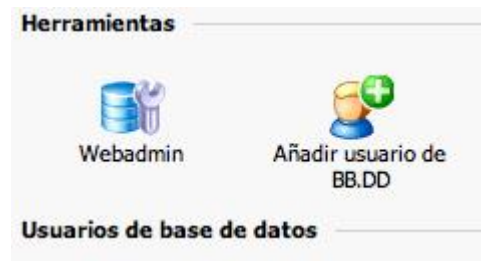 Herramientas
Webadmin
Añadir usuario de
BB.DD
Usuarios de base de datos